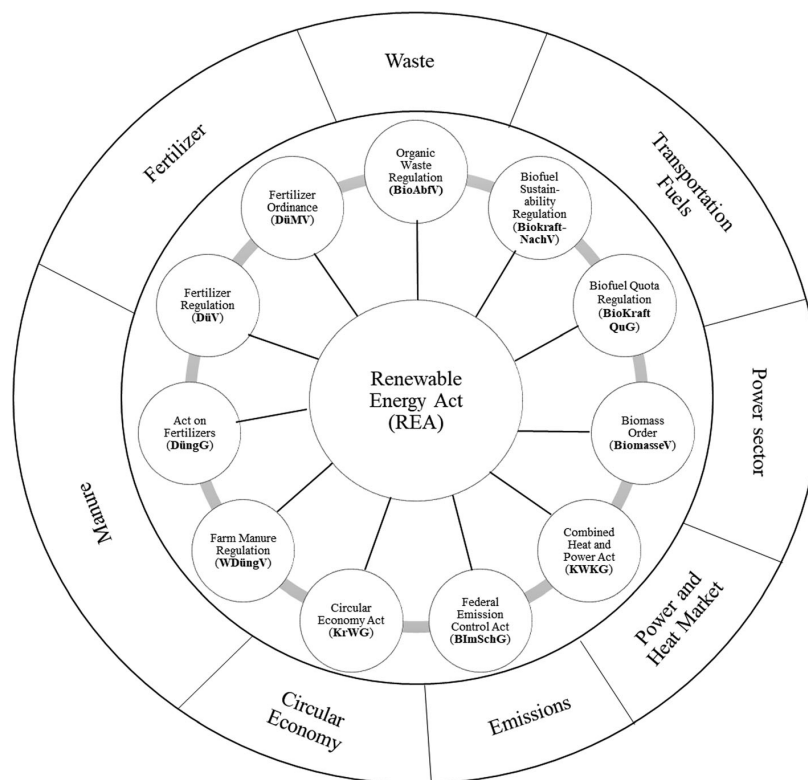 Waste
Transportation
Fuels
Power sector
Power and
Heat Market
Emissions
Circular
Economy
Manure
Fertilizer
Organic
Waste
Regulation
(BioAbfV)
Biofuel
Sustain-
ability
Regulation
(Biokraft-
NachV)
Biofuel Quota
Regulation
(BioKraft
QuG)
Biomass
Order
(BiomasseV)
Combined
Heat and
Power Act
(KWKG)
Federal
Emission
Control Act
(BImSchG)
Circular
Economy Act
(KrWG)
Farm Manure
Regulation
(WDüngV)
Act on
Fertilizers
(DüngG)
Fertilizer
Regulation
(DüV)
Fertilizer
Ordinance
(DüMV)
Renewable
Energy Act
(REA)